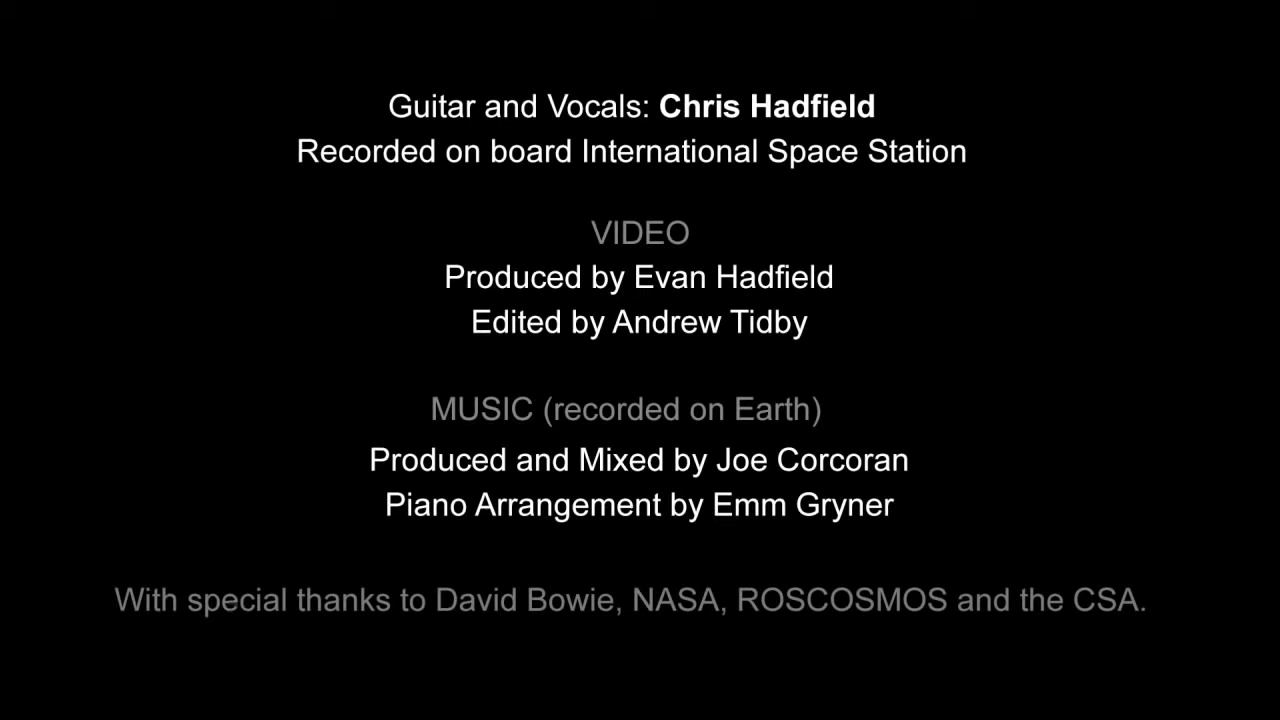 Guitar and Vocals: Chris Hadfield
Recorded on board International Space Station
VIDEO
Produced by Evan Hadfield
Edited by Andrew Tidby
MUSIC (recorded on Earth)
Produced and Mixed by Joe Corcoran
Piano Arrangement by Emm Gryner
With special thanks to David Bowie, NASA, ROSCOSMOS and the CSA.